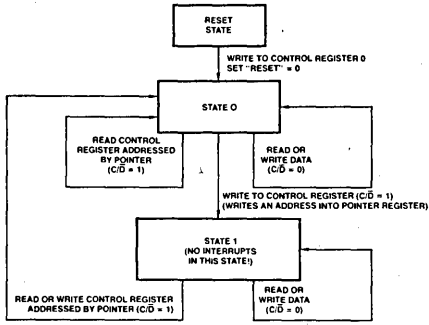 RESET
STATE
WRITE TO CONTROL REGISTER 0
SET "RESET" = 0
STATE 0
READ CONTROL
REGISTER ADDRESSED
BY POINTER
(C/D̅ = 1)
READ OR
WRITE DATA
(C/D̅ = 0)
WRITE TO CONTROL REGISTER (C/D̅ = 1)
(WRITES AN ADDRESS INTO POINTER REGISTER)
STATE 1
(NO INTERRUPTS
IN THIS STATE!)
READ OR WRITE CONTROL REGISTER
ADDRESSED BY POINTER (C/D̅ = 1)
READ OR
WRITE DATA
(C/D̅ = 0)